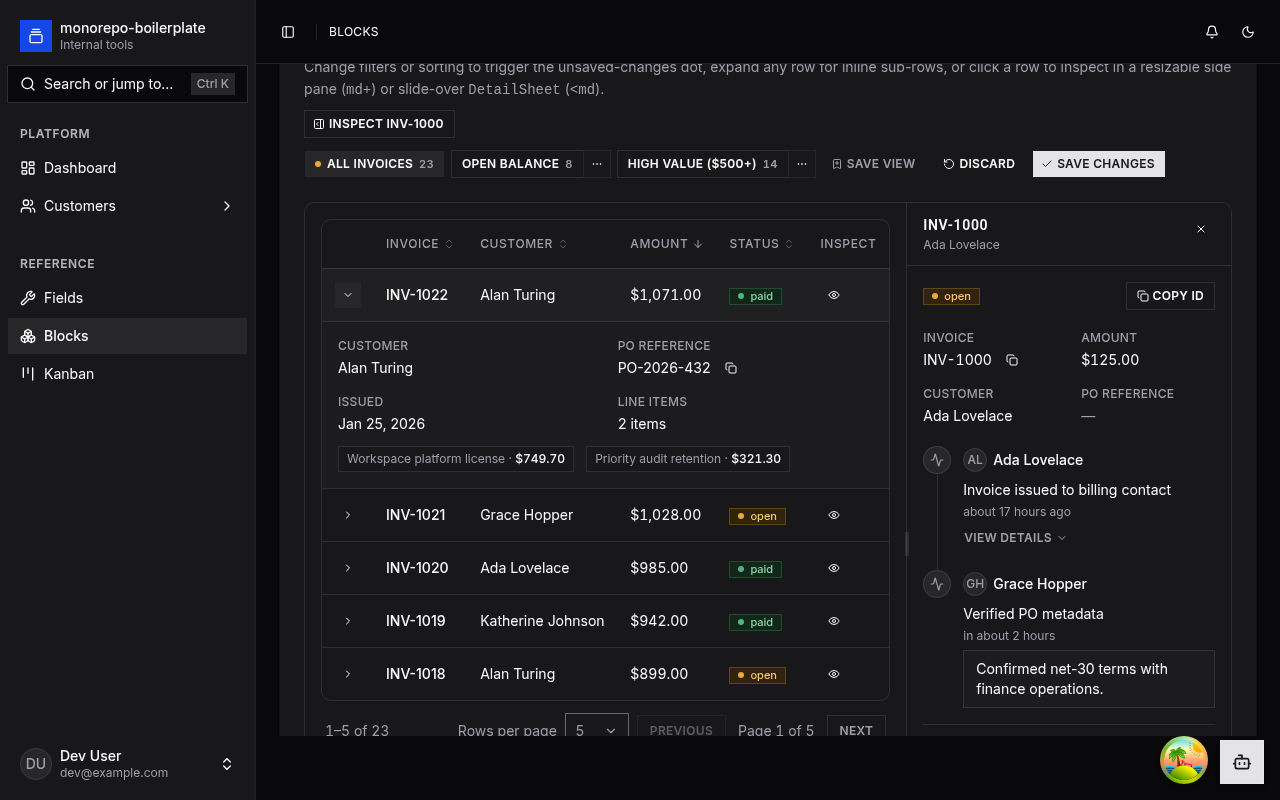 monorepo-boilerplate
Internal tools
Search or jump to...
Ctrl K
PLATFORM
Dashboard
Customers
REFERENCE
Fields
Blocks
Kanban
DU
Dev User
dev@example.com
BLOCKS
Change filters or sorting to trigger the unsaved-changes dot, expand any row for inline sub-rows, or click a row to inspect in a resizable side
pane (md+) or slide-over DetailSheet (<md).
INSPECT INV-1000
ALL INVOICES 23
OPEN BALANCE 8
···
HIGH VALUE ($500+) 14
···
SAVE VIEW
DISCARD
SAVE CHANGES
INVOICE CUSTOMER AMOUNT STATUS INSPECT
INV-1022 Alan Turing $1,071.00 paid
CUSTOMER PO REFERENCE
Alan Turing PO-2026-432
ISSUED LINE ITEMS
Jan 25, 2026 2 items
Workspace platform license · $749.70 Priority audit retention · $321.30
INV-1021 Grace Hopper $1,028.00 open
INV-1020 Ada Lovelace $985.00 paid
INV-1019 Katherine Johnson $942.00 paid
INV-1018 Alan Turing $899.00 open
1–5 of 23 Rows per page 5 PREVIOUS Page 1 of 5 NEXT
INV-1000
Ada Lovelace
open COPY ID
INVOICE AMOUNT
INV-1000 $125.00
CUSTOMER PO REFERENCE
Ada Lovelace —
AL Ada Lovelace
Invoice issued to billing contact
about 17 hours ago
VIEW DETAILS
GH Grace Hopper
Verified PO metadata
in about 2 hours
Confirmed net-30 terms with
finance operations.